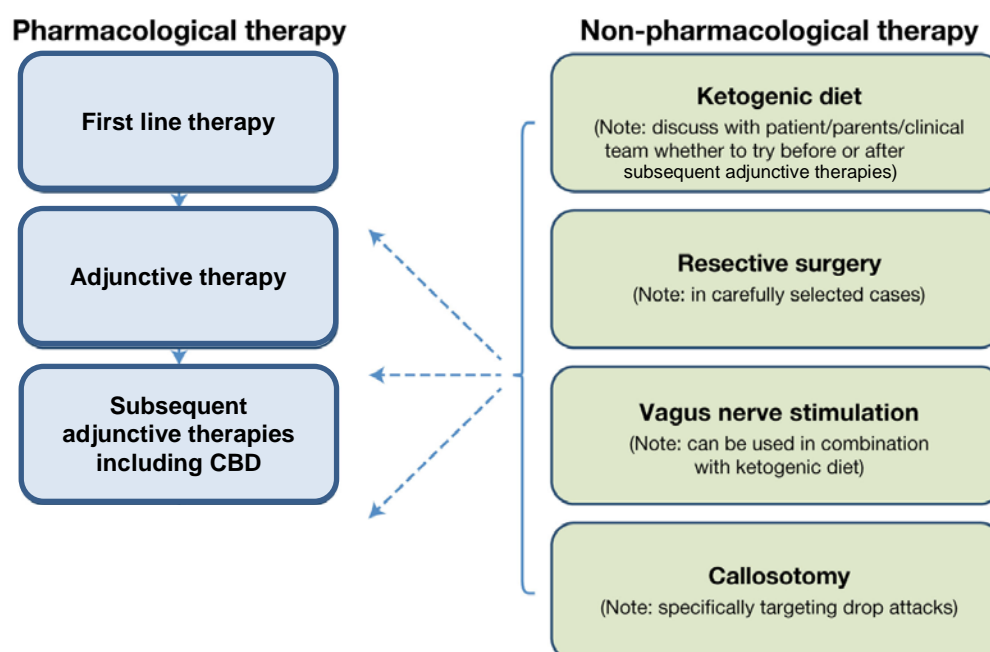 Pharmacological therapy
First line therapy
Adjunctive therapy
Subsequent
adjunctive therapies
including CBD
Non-pharmacological therapy
Ketogenic diet
(Note: discuss with patient/parents/clinical
team whether to try before or after
subsequent adjunctive therapies)
Resective surgery
(Note: in carefully selected cases)
Vagus nerve stimulation
(Note: can be used in combination
with ketogenic diet)
Callosotomy
(Note: specifically targeting drop attacks)